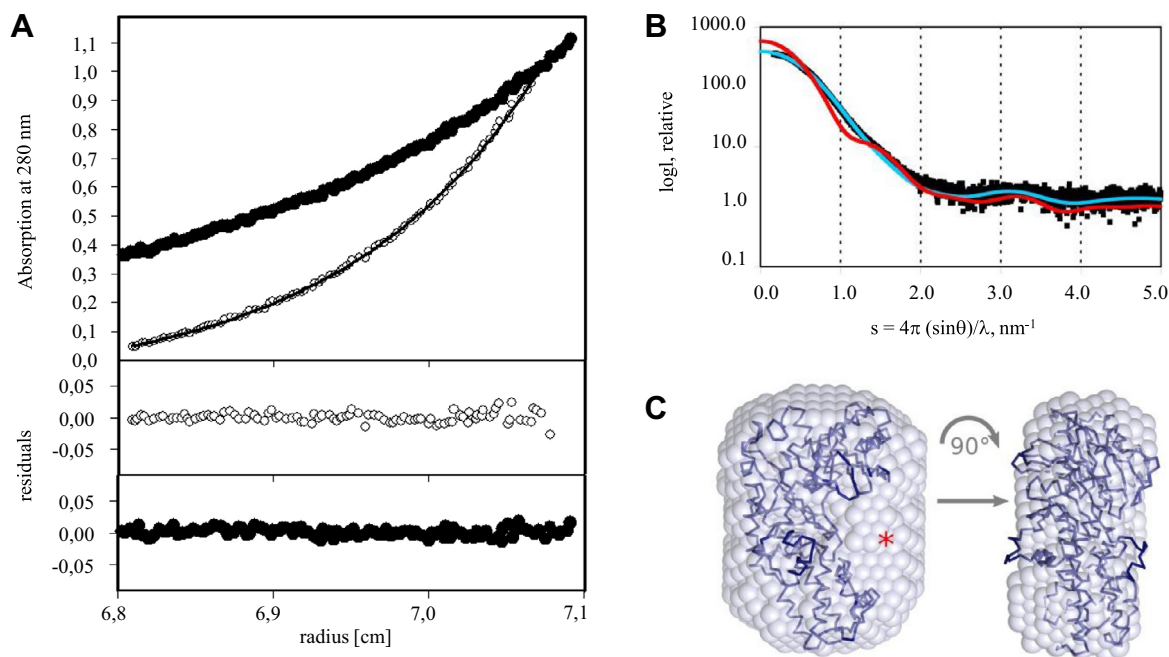 A
Absorption at 280 nm
1,1
1,0
0,9
0,8
0,7
0,6
0,5
0,4
0,3
0,2
0,1
0,0
residuals
0,05
0,00
-0,05
0,05
0,00
-0,05
6,8 6,9 7,0 7,1
radius [cm]
B
logI, relative
1000.0
100.0
10.0
1.0
0.1
0.0 1.0 2.0 3.0 4.0 5.0
s = 4π (sinθ)/λ, nm⁻¹
C
90°
*